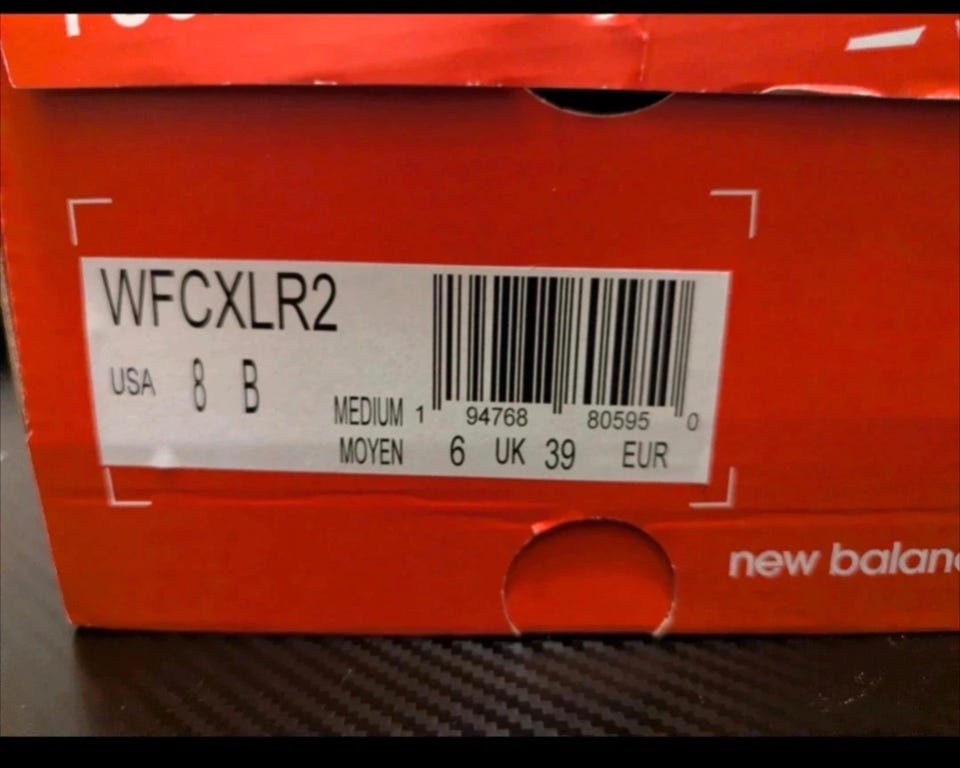 WFCXLR2
USA 8 B
MEDIUM 1 94768 80595 0
MOYEN 6 UK 39 EUR
new balan